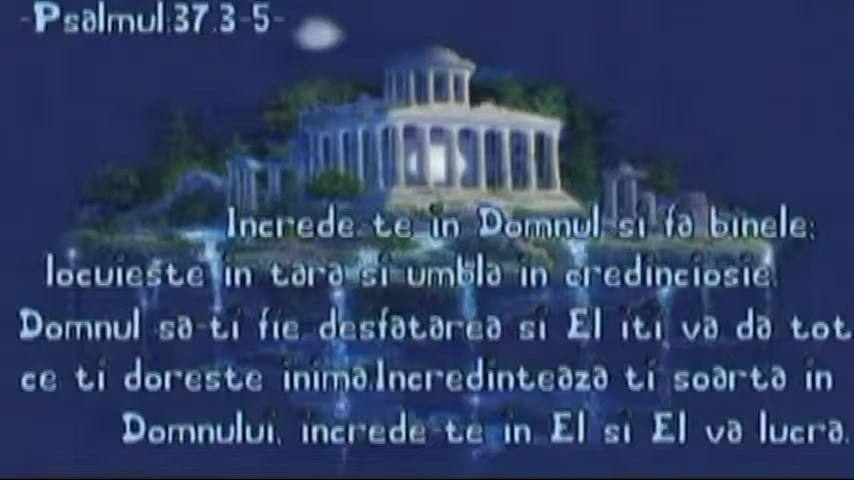 -Psalmul:37.3-5-
Increde-te in Domnul si fa binele;
locuieste in tara si umbla in credinciosie.
Domnul sa-ti fie desfatarea si El iti va da tot
ce ti doreste inima.Incredinteaza ti soarta in
Domnului, increde-te in El si El va lucra.